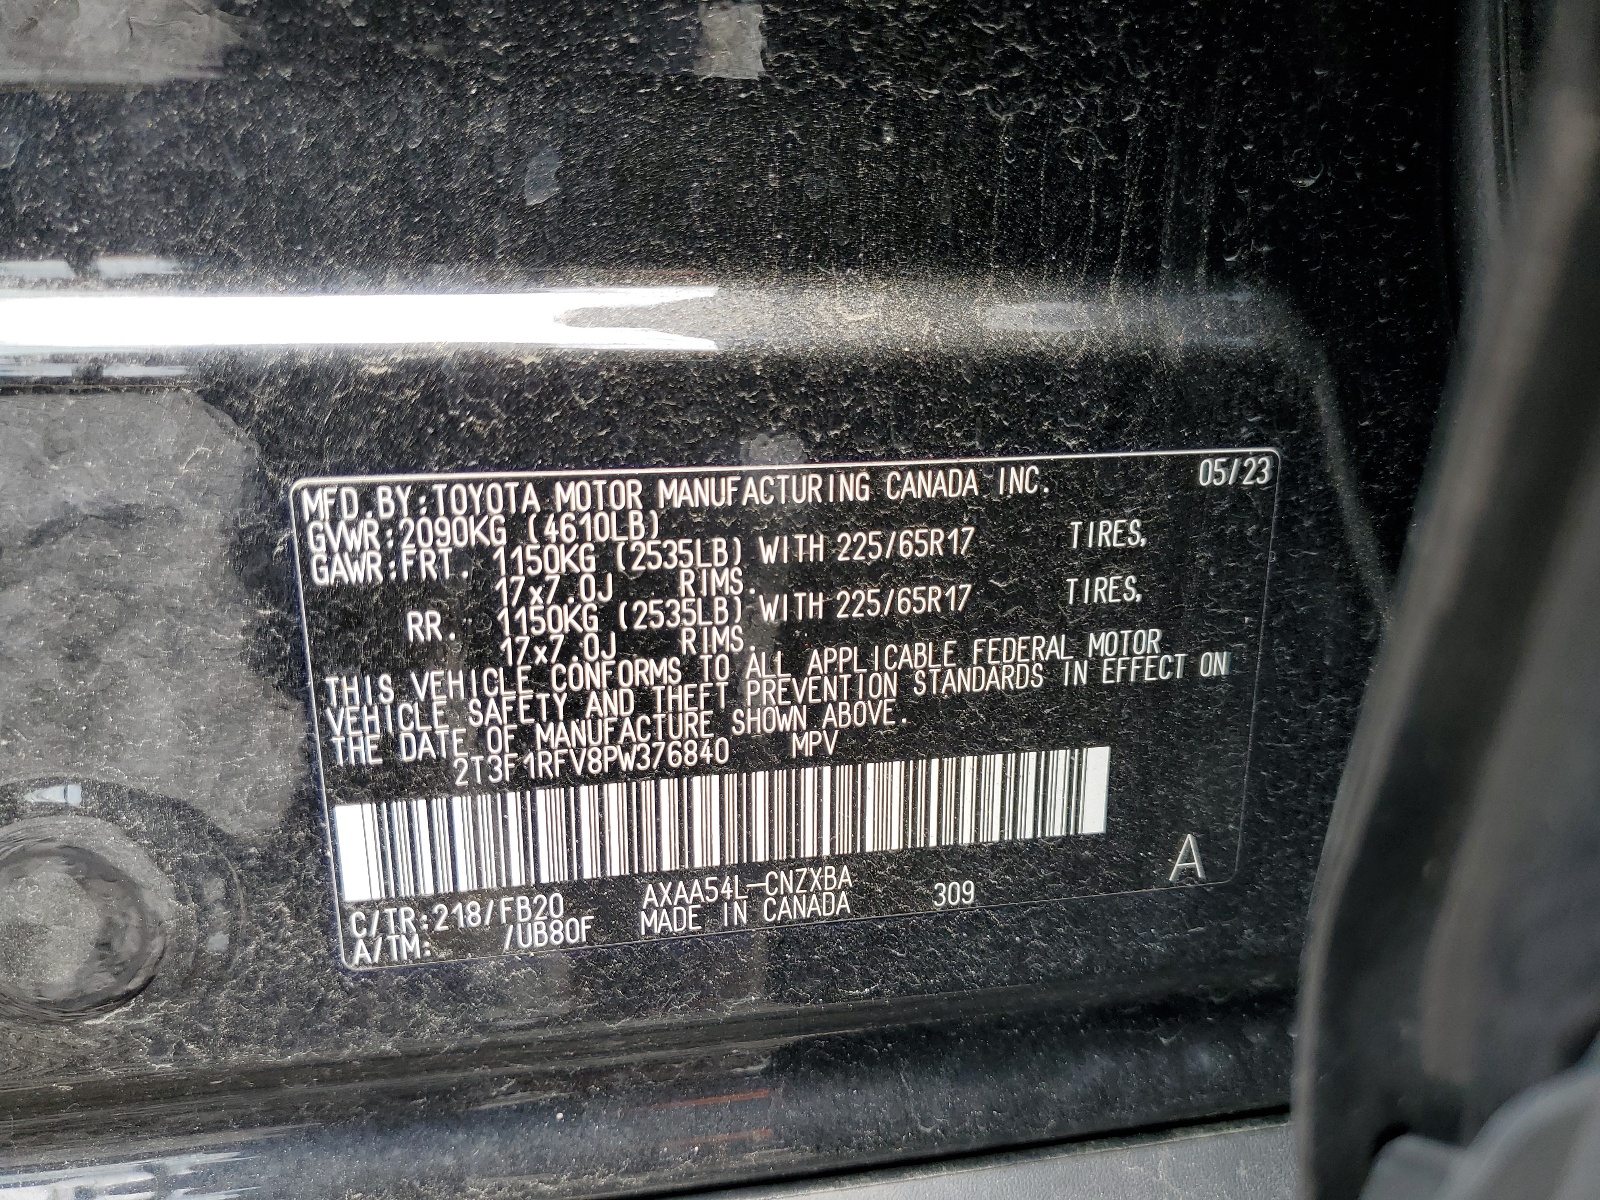 MFD.BY:TOYOTA MOTOR MANUFACTURING CANADA INC. 05/23
GVWR:2090KG (4610LB)
GAWR:FRT. 1150KG (2535LB) WITH 225/65R17 TIRES,
17x7.0J RIMS.
RR. 1150KG (2535LB) WITH 225/65R17 TIRES,
17x7.0J RIMS.
THIS VEHICLE CONFORMS TO ALL APPLICABLE FEDERAL MOTOR
VEHICLE SAFETY AND THEFT PREVENTION STANDARDS IN EFFECT ON
THE DATE OF MANUFACTURE SHOWN ABOVE.
2T3F1RFV8PW376840 MPV
C/TR:218/FB20 AXAA54L-CNZXBA 309 A
A/TM: /UB80F MADE IN CANADA